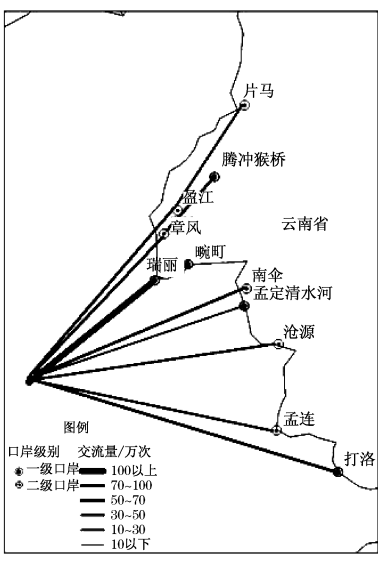 片马
腾冲猴桥
盈江
云南省
章风
畹町
瑞丽
南伞
孟定清水河
沧源
孟连
打洛
图例
口岸级别 交流量/万次
一级口岸 100以上
二级口岸 70~100
50~70
30~50
10~30
10以下